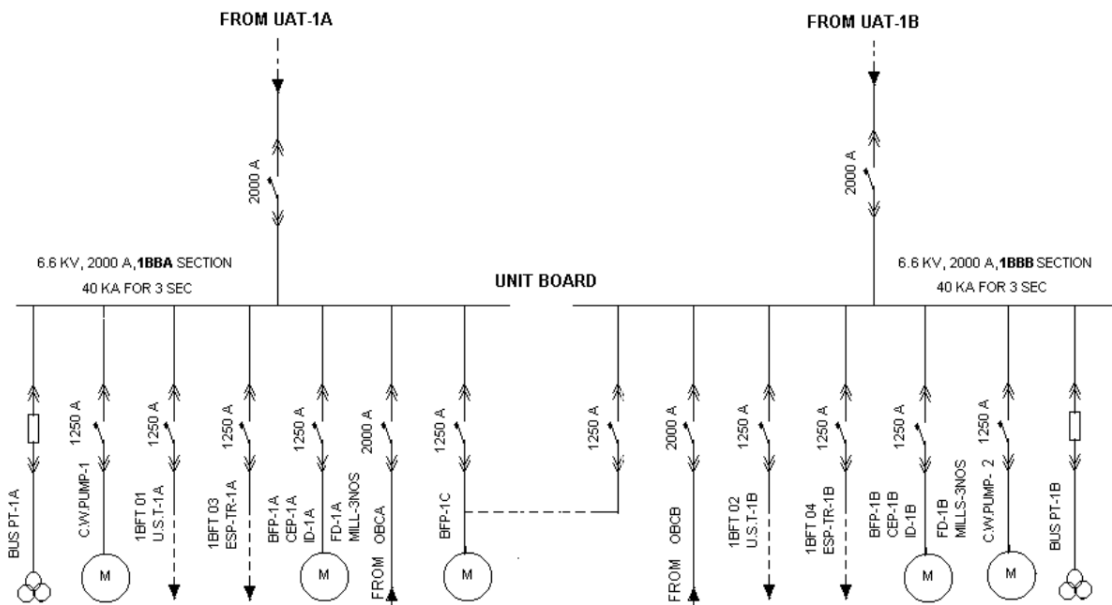 FROM UAT-1A
FROM UAT-1B
2000 A
2000 A
6.6 KV, 2000 A,1BBA SECTION
40 KA FOR 3 SEC
UNIT BOARD
6.6 KV, 2000 A,1BBB SECTION
40 KA FOR 3 SEC
BUS PT-1A
1250 A
C.W.PUMP-1
M
1250 A
1BFT 01
U.S.T-1A
1250 A
1BFT 03
ESP-TR-1A
1250 A
BFP-1A
CEP-1A
ID-1A
FD-1A
MILL-3NOS
M
2000 A
FROM OBCA
1250 A
BFP-1C
M
1250 A
2000 A
FROM OBCB
1250 A
1BFT 02
U.S.T-1B
1250 A
1BFT 04
ESP-TR-1B
1250 A
BFP-1B
CEP-1B
ID-1B
FD-1B
MILLS-3NOS
M
1250 A
C.W.PUMP- 2
M
BUS PT-1B